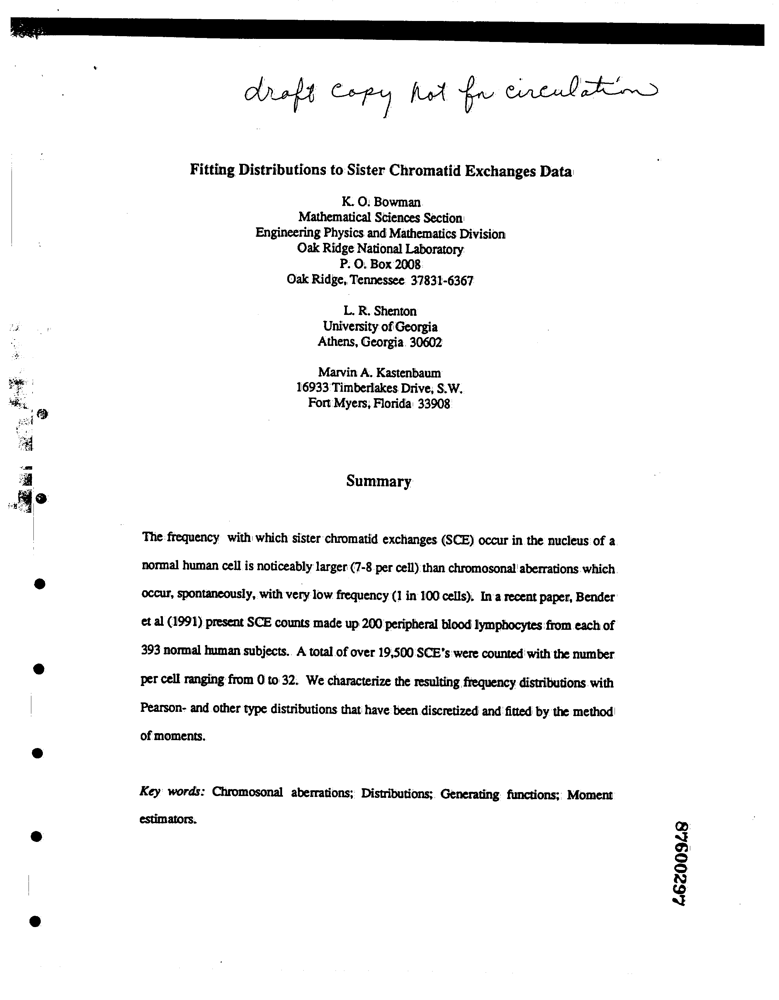 draft copy not for circulation
Fitting Distributions to Sister Chromatid Exchanges Data
K. O. Bowman
Mathematical Sciences Section
Engineering Physics and Mathematics Division
Oak Ridge National Laboratory
P. O. Box 2008
Oak Ridge, Tennessee 37831-6367
L. R. Shenton
University of Georgia
Athens, Georgia 30602
Marvin A. Kastenbaum
16933 Timberlakes Drive, S.W.
Fort Myers, Florida 33908
Summary
The frequency with which sister chromatid exchanges (SCE) occur in the nucleus of a
normal human cell is noticeably larger (7-8 per cell) than chromosonal aberrations which
occur, spontaneously, with very low frequency (1 in 100 cells). In a recent paper, Bender
et al (1991) present SCE counts made up 200 peripheral blood lymphocytes from each of
393 normal human subjects. A total of over 19,500 SCE's were counted with the number
per cell ranging from 0 to 32. We characterize the resulting frequency distributions with
Pearson- and other type distributions that have been discretized and fitted by the method
of moments.
Key words: Chromosonal aberrations; Distributions; Generating functions; Moment
estimators.
87600297